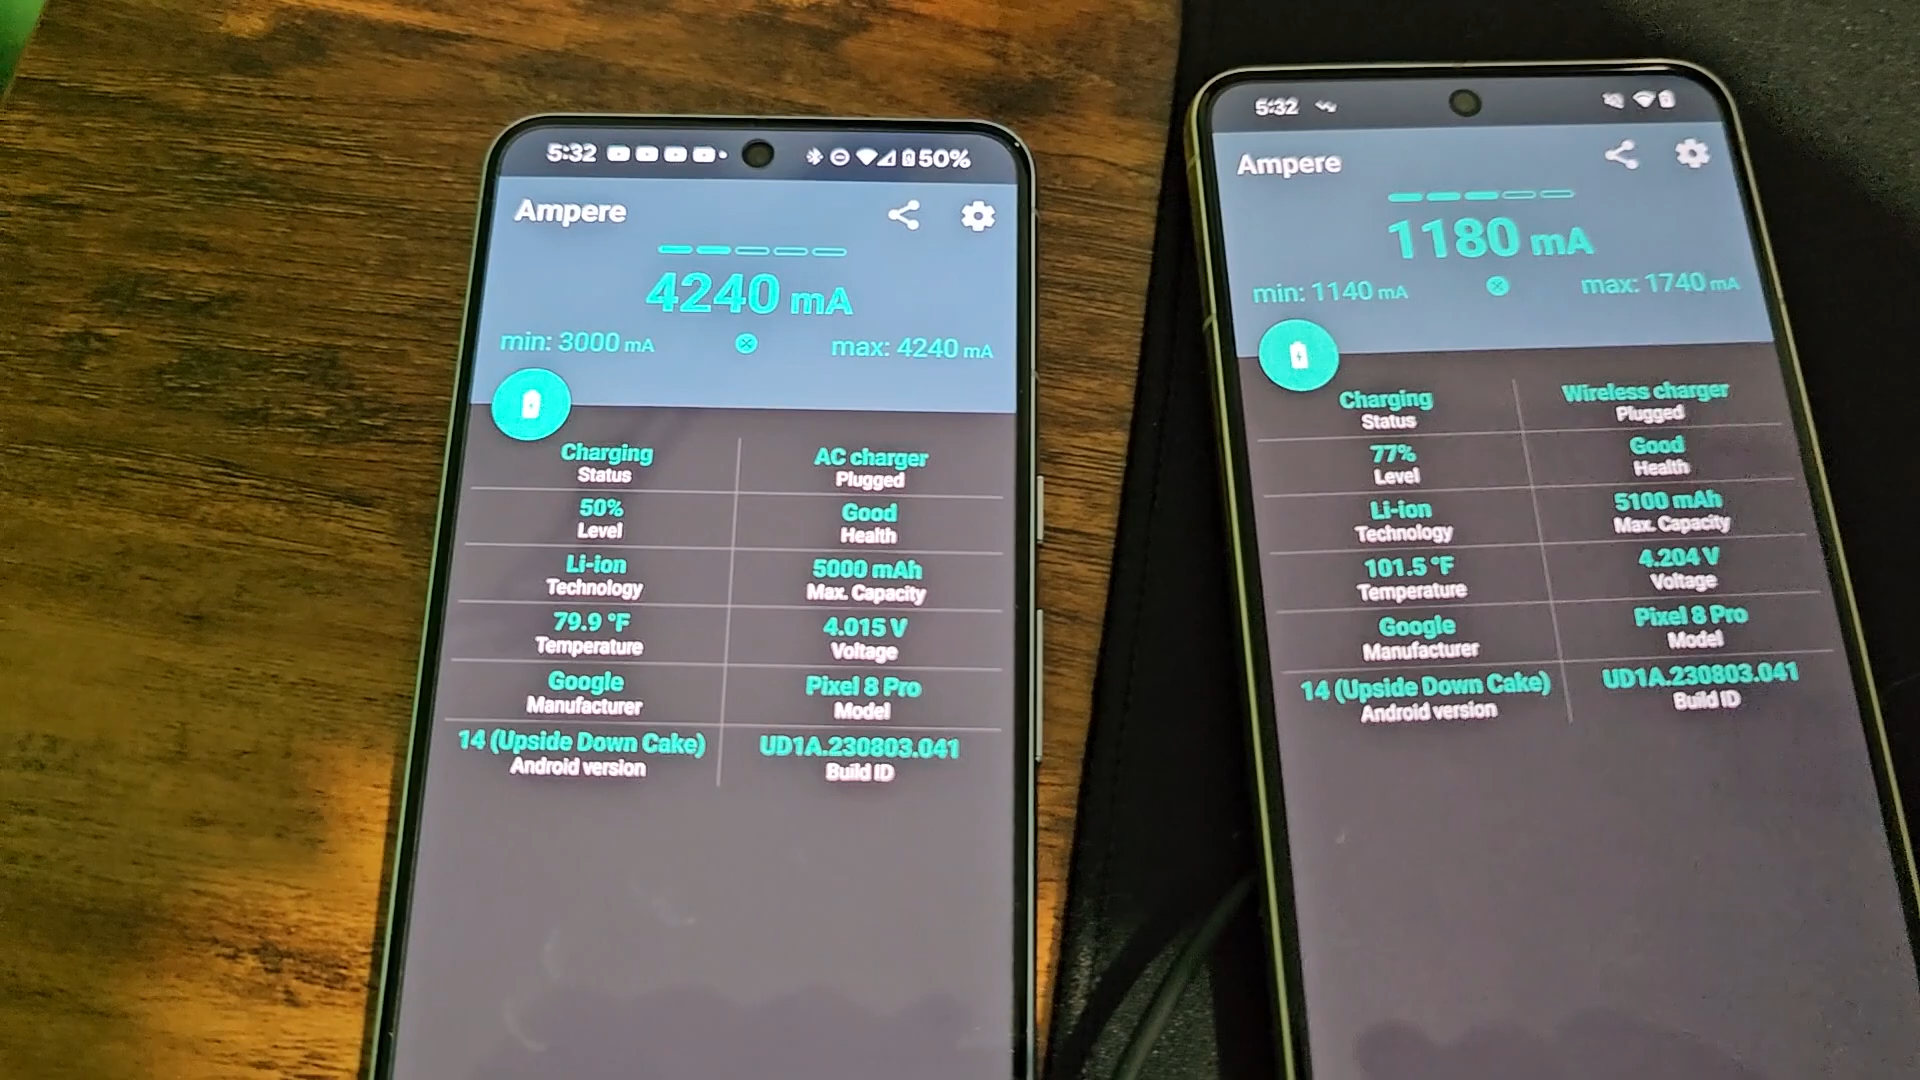 5:32
50%
Ampere
4240 mA
min: 3000 mA
max: 4240 mA
Charging
Status
AC charger
Plugged
50%
Level
Good
Health
Li-ion
Technology
5000 mAh
Max. Capacity
79.9 °F
Temperature
4.015 V
Voltage
Google
Manufacturer
Pixel 8 Pro
Model
14 (Upside Down Cake)
Android version
UD1A.230803.041
Build ID
5:32
Ampere
1180 mA
min: 1140 mA
max: 1740 mA
Charging
Status
Wireless charger
Plugged
77%
Level
Good
Health
Li-ion
Technology
5100 mAh
Max. Capacity
101.5 °F
Temperature
4.204 V
Voltage
Google
Manufacturer
Pixel 8 Pro
Model
14 (Upside Down Cake)
Android version
UD1A.230803.041
Build ID